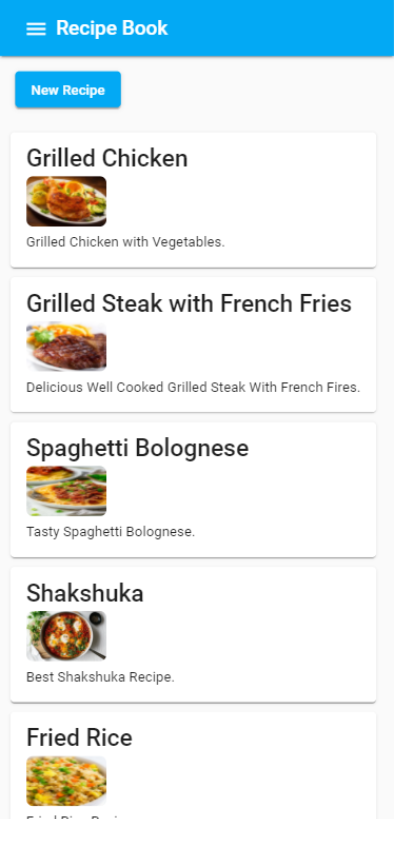 Recipe Book
New Recipe
Grilled Chicken
Grilled Chicken with Vegetables.
Grilled Steak with French Fries
Delicious Well Cooked Grilled Steak With French Fires.
Spaghetti Bolognese
Tasty Spaghetti Bolognese.
Shakshuka
Best Shakshuka Recipe.
Fried Rice